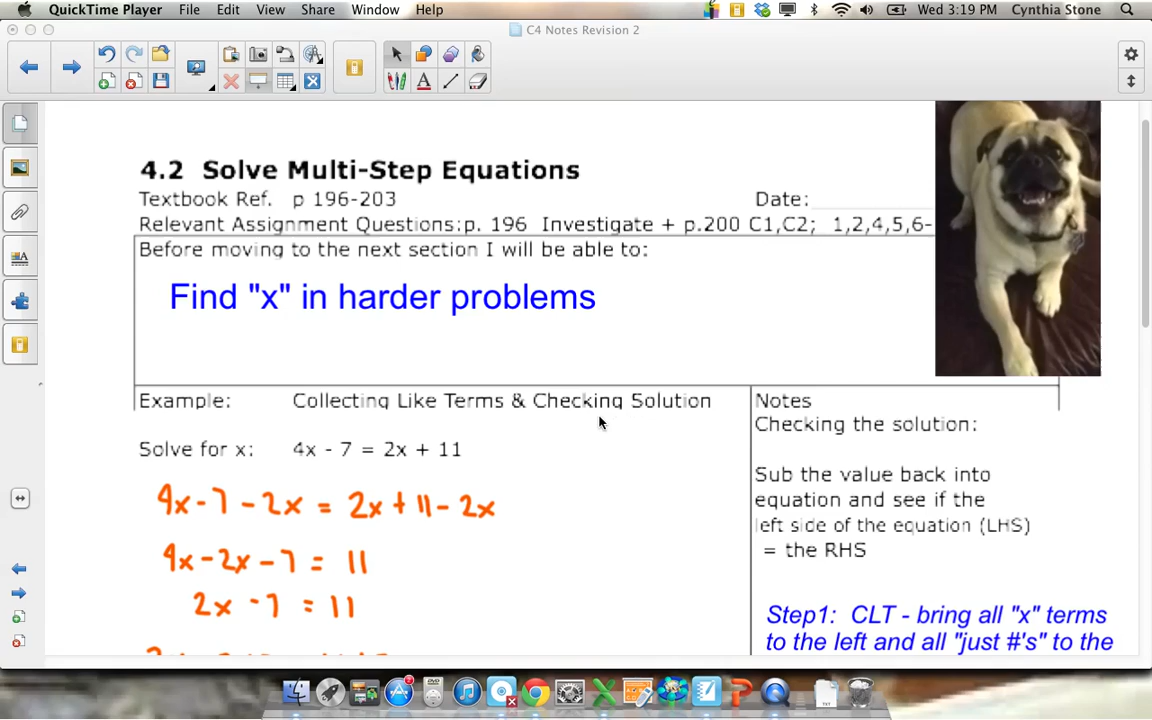 QuickTime Player File Edit View Share Window Help Wed 3:19 PM Cynthia Stone
C4 Notes Revision 2
4.2 Solve Multi-Step Equations
Textbook Ref. p 196-203 Date:
Relevant Assignment Questions:p. 196 Investigate + p.200 C1,C2; 1,2,4,5,6-
Before moving to the next section I will be able to:
Find "x" in harder problems
Example: Collecting Like Terms & Checking Solution
Notes
Checking the solution:
Solve for x: 4x - 7 = 2x + 11
Sub the value back into
equation and see if the
left side of the equation (LHS)
= the RHS
4x-7-2x = 2x+11-2x
4x-2x-7 = 11
2x-7 = 11
Step1: CLT - bring all "x" terms
to the left and all "just #'s" to the